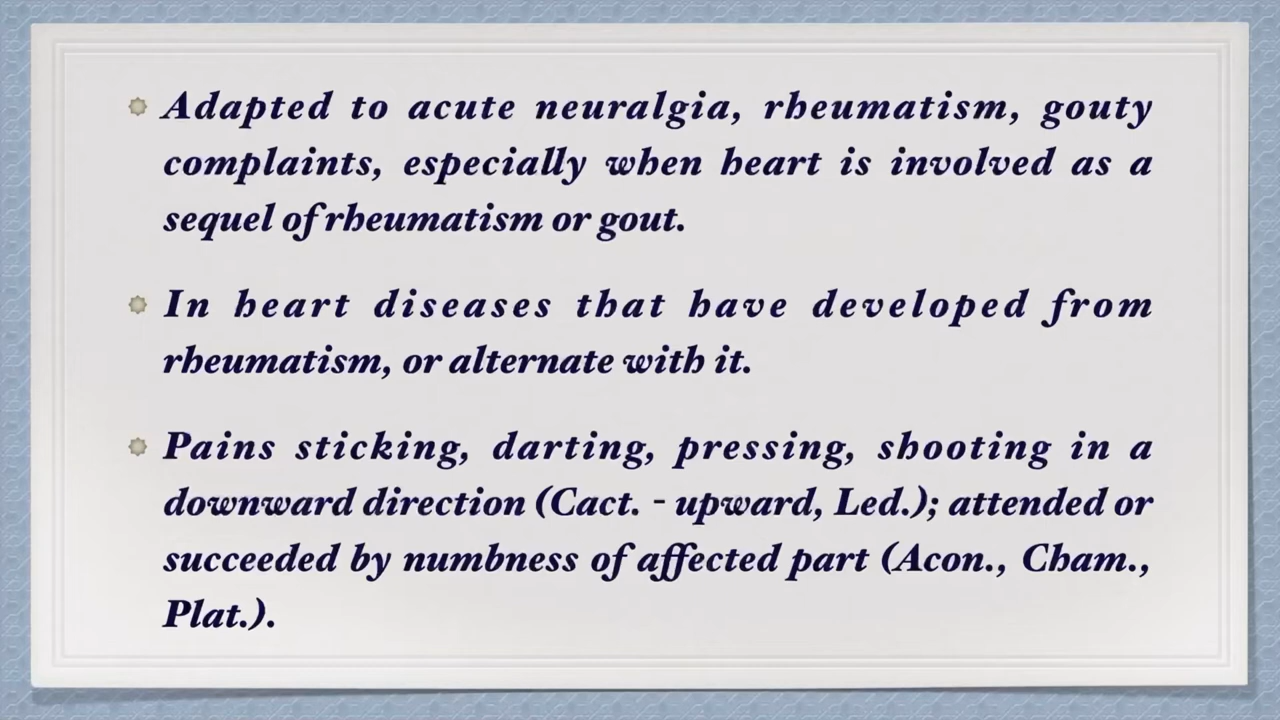 Adapted to acute neuralgia, rheumatism, gouty
complaints, especially when heart is involved as a
sequel of rheumatism or gout.
In heart diseases that have developed from
rheumatism, or alternate with it.
Pains sticking, darting, pressing, shooting in a
downward direction (Cact. - upward, Led.); attended or
succeeded by numbness of affected part (Acon., Cham.,
Plat.).